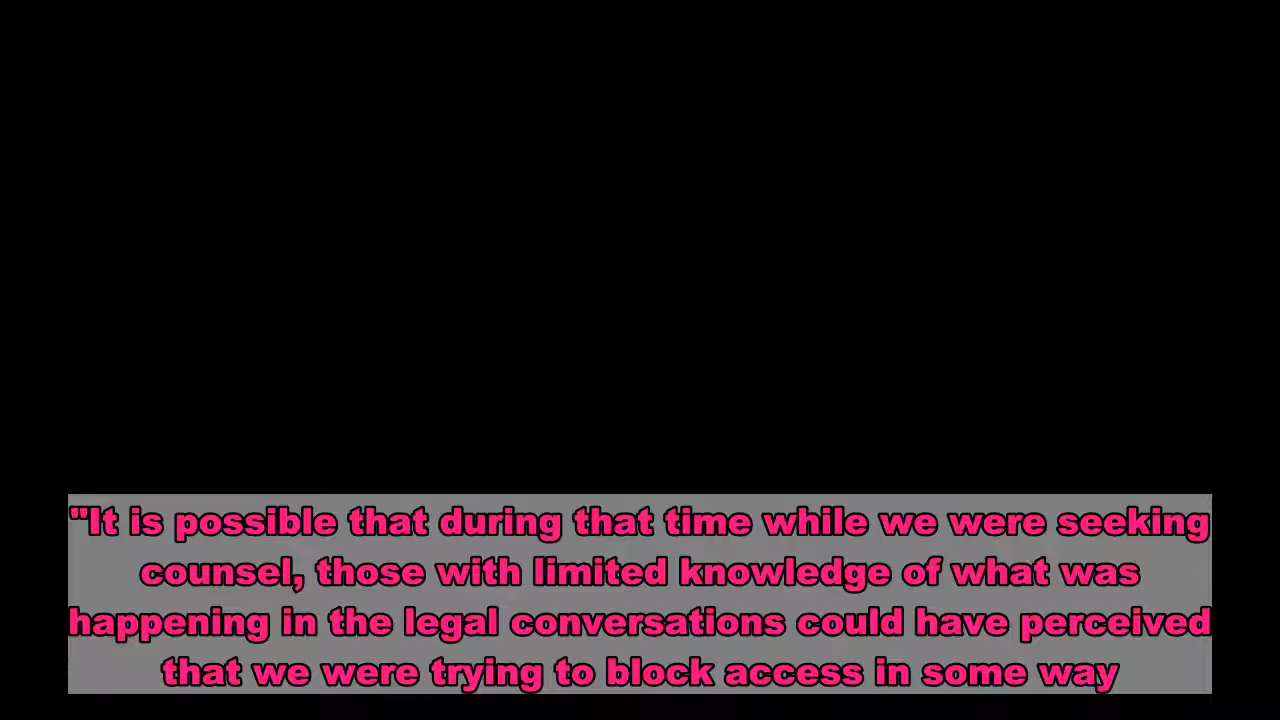 "It is possible that during that time while we were seeking
counsel, those with limited knowledge of what was
happening in the legal conversations could have perceived
that we were trying to block access in some way